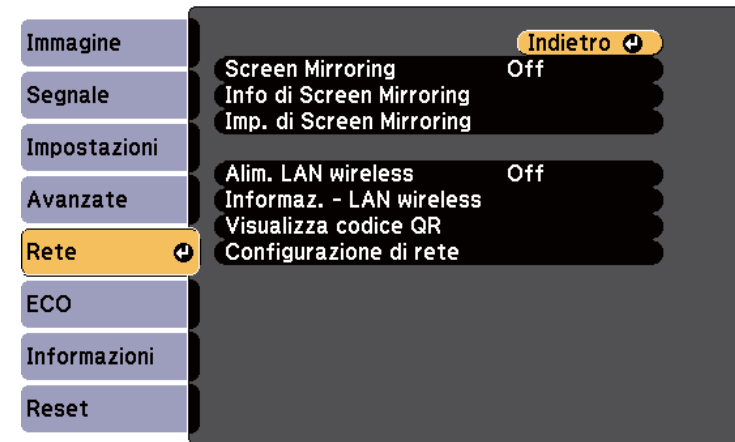 Immagine
Segnale
Impostazioni
Avanzate
Rete
ECO
Informazioni
Reset
Indietro
Screen Mirroring Off
Info di Screen Mirroring
Imp. di Screen Mirroring
Alim. LAN wireless Off
Informaz. - LAN wireless
Visualizza codice QR
Configurazione di rete